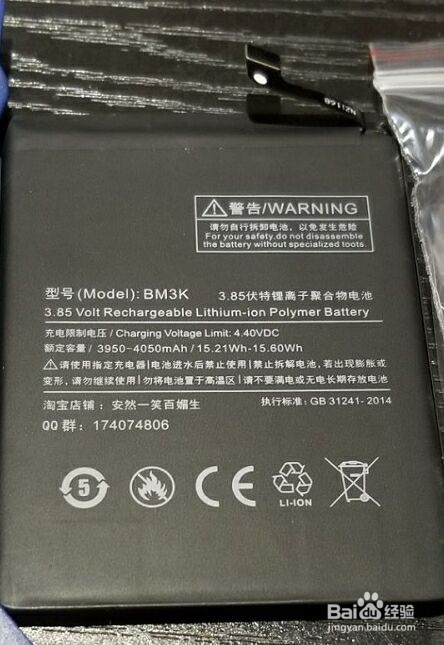 警告/WARNING
请勿自行拆卸电池，以免发生危险
For your safety,do not disassemble
the battery without specialized tools.
型号(Model): BM3K 3.85伏特锂离子聚合物电池
3.85 Volt Rechargeable Lithium-ion Polymer Battery
充电限制电压 / Charging Voltage Limit: 4.40VDC
额定容量 / 3950-4050mAh / 15.21Wh-15.60Wh
请使用指定充电器│电池进水后禁止使用│禁止拆解电池，若出现膨胀或
变形，请勿继续使用│勿将电池置于高温区│请不要满电或无电长期存放电池
淘宝店铺：安然一笑百媚生 执行标准: GB 31241- 2014
QQ 群：174074806
5
CE
LI-ION
Baidu经验
jingyan.baidu.com